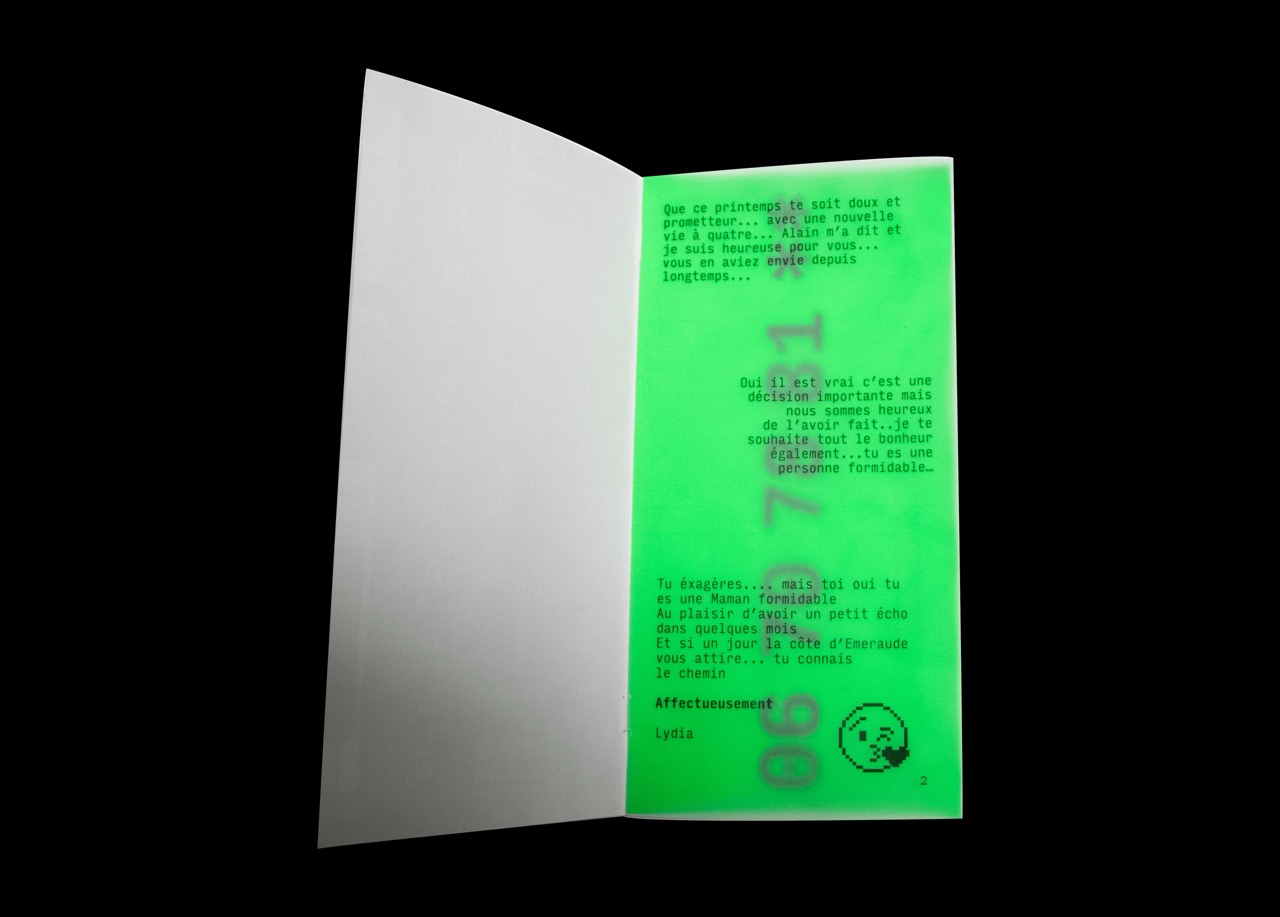 Que ce printemps te soit doux et
prometteur... avec une nouvelle
vie à quatre... Alain m’a dit et
je suis heureuse pour vous...
vous en aviez envie depuis
longtemps...
Oui il est vrai c’est une
décision importante mais
nous sommes heureux
de l’avoir fait..je te
souhaite tout le bonheur
également...tu es une
personne formidable…
Tu éxagères.... mais toi oui tu
es une Maman formidable
Au plaisir d’avoir un petit écho
dans quelques mois
Et si un jour la côte d’Emeraude
vous attire... tu connais
le chemin
Affectueusement
Lydia
2
06 70 7 81 **